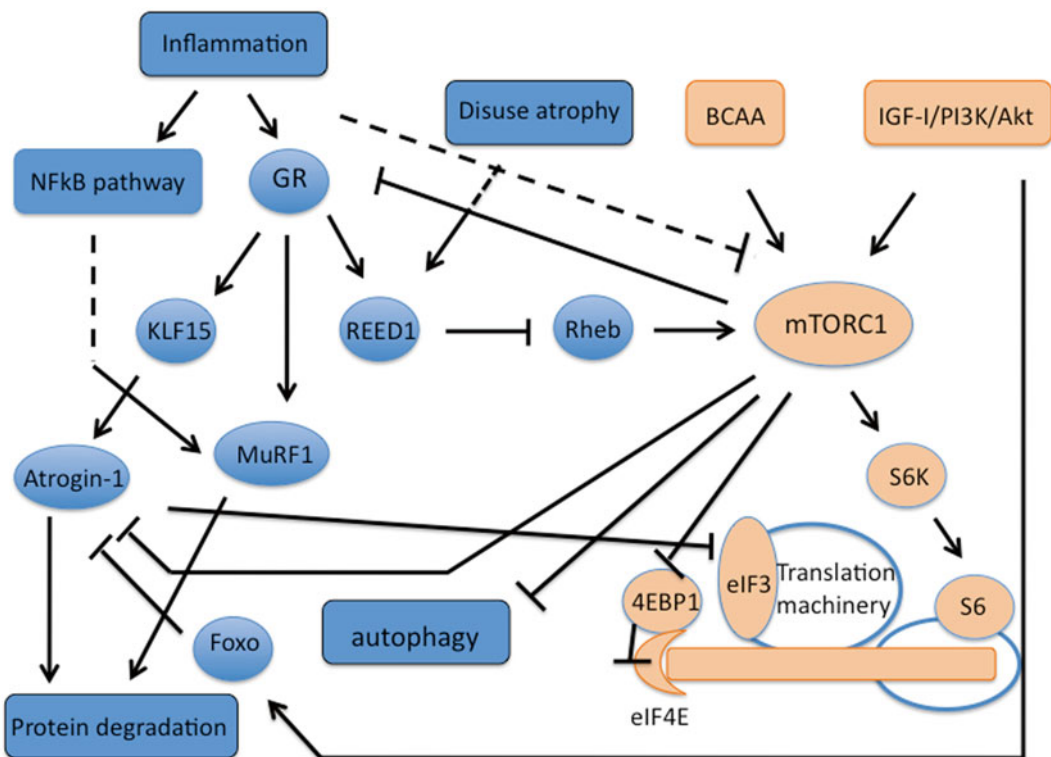 Inflammation
Disuse atrophy
BCAA
IGF-I/PI3K/Akt
NFkB pathway
GR
KLF15
REED1
Rheb
mTORC1
Atrogin-1
MuRF1
S6K
eIF3
Translation
machinery
4EBP1
S6
Foxo
autophagy
eIF4E
Protein degradation